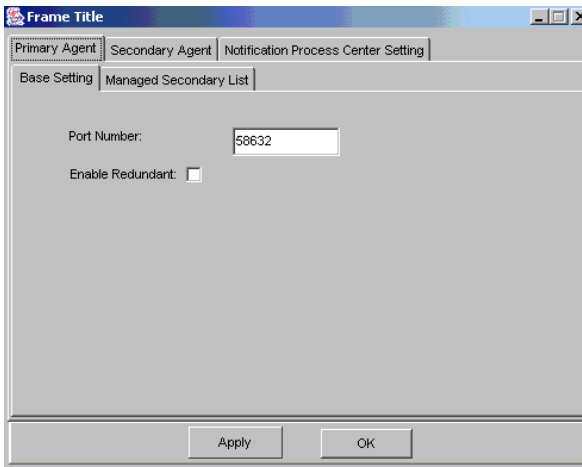 Frame Title
Primary Agent Secondary Agent Notification Process Center Setting
Base Setting Managed Secondary List
Port Number: 58632
Enable Redundant:
Apply OK